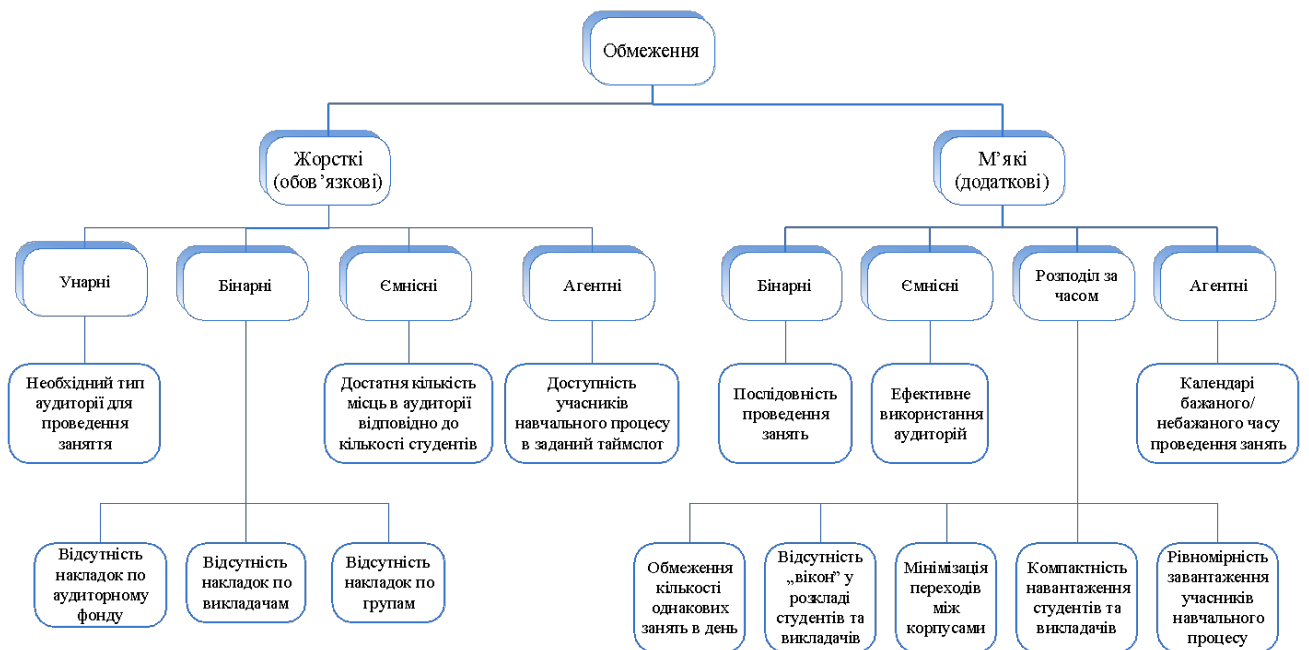 Обмеження
Жорсткі
(обов’язкові)
М’які
(додаткові)
Унарні
Бінарні
Ємнісні
Агентні
Бінарні
Ємнісні
Розподіл за
часом
Агентні
Необхідний тип
аудиторії для
проведення
заняття
Достатня кількість
місць в аудиторії
відповідно до
кількості студентів
Доступність
учасників
навчального процесу
в заданий таймслот
Послідовність
проведення
занять
Ефективне
використання
аудиторій
Календарі
бажаного/
небажаного часу
проведення занять
Відсутність
накладок по
аудиторному
фонду
Відсутність
накладок по
викладачам
Відсутність
накладок по
групам
Обмеження
кількості
однакових
занять в день
Відсутність
„вікон” у
розкладі
студентів та
викладачів
Мінімізація
переходів
між
корпусами
Компактність
навантаження
студентів та
викладачів
Рівномірність
завантаження
учасників
навчального
процесу